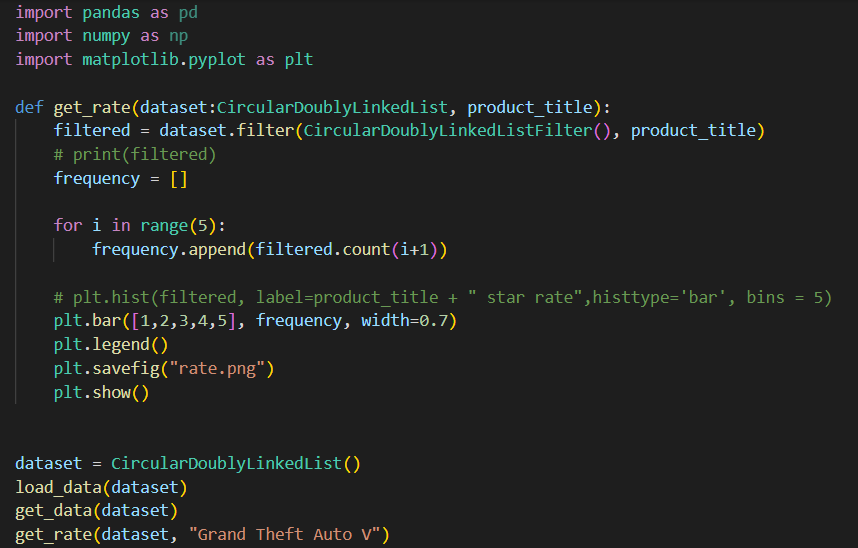 import pandas as pd
import numpy as np
import matplotlib.pyplot as plt

def get_rate(dataset:CircularDoublyLinkedList, product_title):
    filtered = dataset.filter(CircularDoublyLinkedListFilter(), product_title)
    # print(filtered)
    frequency = []

    for i in range(5):
        frequency.append(filtered.count(i+1))

    # plt.hist(filtered, label=product_title + " star rate",histtype='bar', bins = 5)
    plt.bar([1,2,3,4,5], frequency, width=0.7)
    plt.legend()
    plt.savefig("rate.png")
    plt.show()


dataset = CircularDoublyLinkedList()
load_data(dataset)
get_data(dataset)
get_rate(dataset, "Grand Theft Auto V")